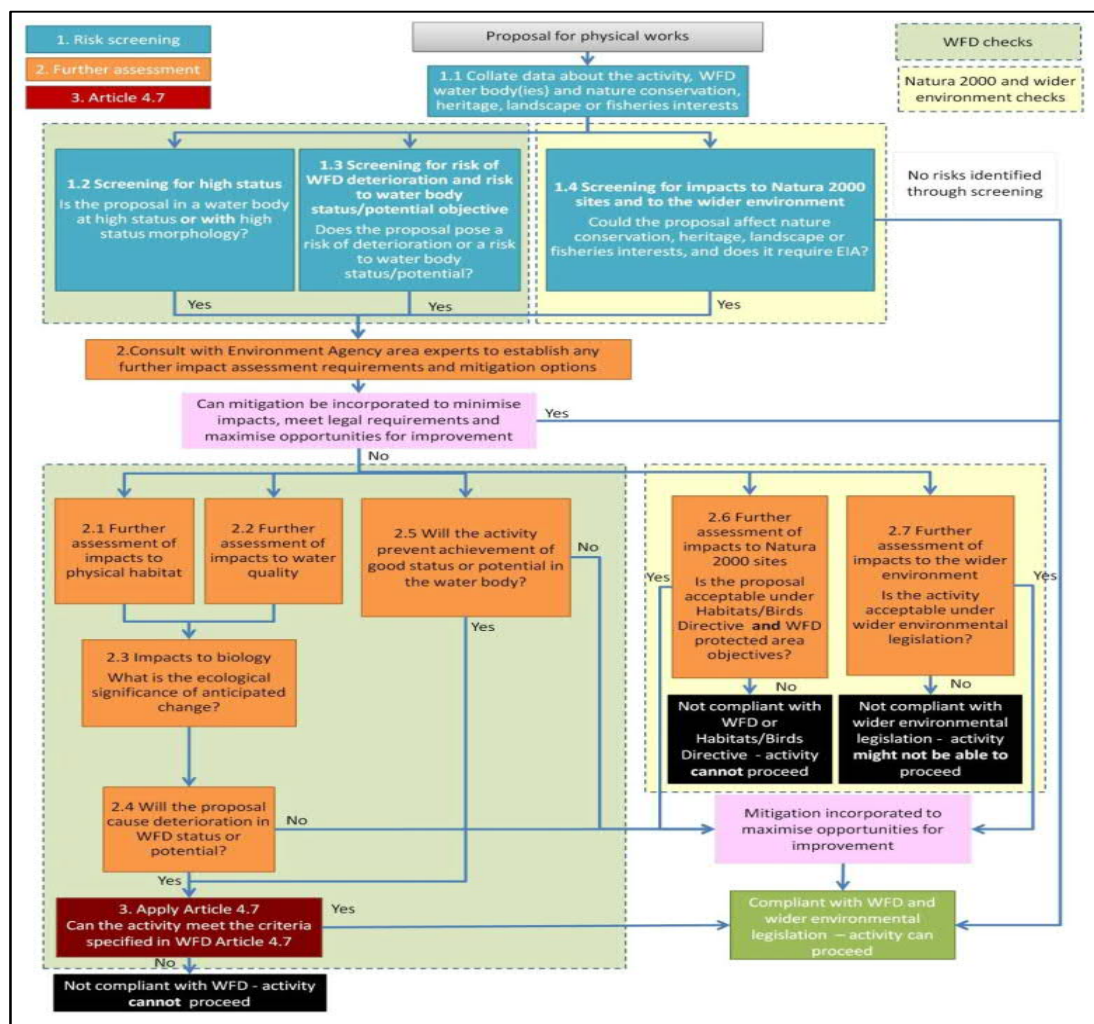 1. Risk screening
2. Further assessment
3. Article 4.7
Proposal for physical works
WFD checks
Natura 2000 and wider
environment checks
1.1 Collate data about the activity, WFD
water body(ies) and nature conservation,
heritage, landscape or fisheries interests
1.2 Screening for high status
Is the proposal in a water body
at high status or with high
status morphology?
1.3 Screening for risk of
WFD deterioration and risk
to water body
status/potential objective
Does the proposal pose a
risk of deterioration or a risk
to water body
status/potential?
1.4 Screening for impacts to Natura 2000
sites and to the wider environment
Could the proposal affect nature
conservation, heritage, landscape or
fisheries interests, and does it require EIA?
No risks identified
through screening
Yes
Yes
Yes
2.Consult with Environment Agency area experts to establish any
further impact assessment requirements and mitigation options
Can mitigation be incorporated to minimise
impacts, meet legal requirements and
maximise opportunities for improvement
Yes
No
2.1 Further
assessment of
impacts to
physical habitat
2.2 Further
assessment of
impacts to water
quality
2.5 Will the activity
prevent achievement of
good status or potential in
the water body?
No
Yes
2.6 Further
assessment of
impacts to Natura
2000 sites
Is the proposal
acceptable under
Habitats/Birds
Directive and WFD
protected area
objectives?
Yes
No
2.7 Further
assessment of
impacts to the wider
environment
Is the activity
acceptable under
wider environmental
legislation?
Yes
No
2.3 Impacts to biology
What is the ecological
significance of anticipated
change?
Not compliant with
WFD or
Habitats/Birds
Directive - activity
cannot proceed
Not compliant with
wider environmental
legislation - activity
might not be able to
proceed
2.4 Will the proposal
cause deterioration in
WFD status or
potential?
No
Yes
Mitigation incorporated to
maximise opportunities for
improvement
3. Apply Article 4.7
Can the activity meet the criteria
specified in WFD Article 4.7
Yes
No
Compliant with WFD and
wider environmental
legislation – activity can
proceed
Not compliant with WFD - activity
cannot proceed